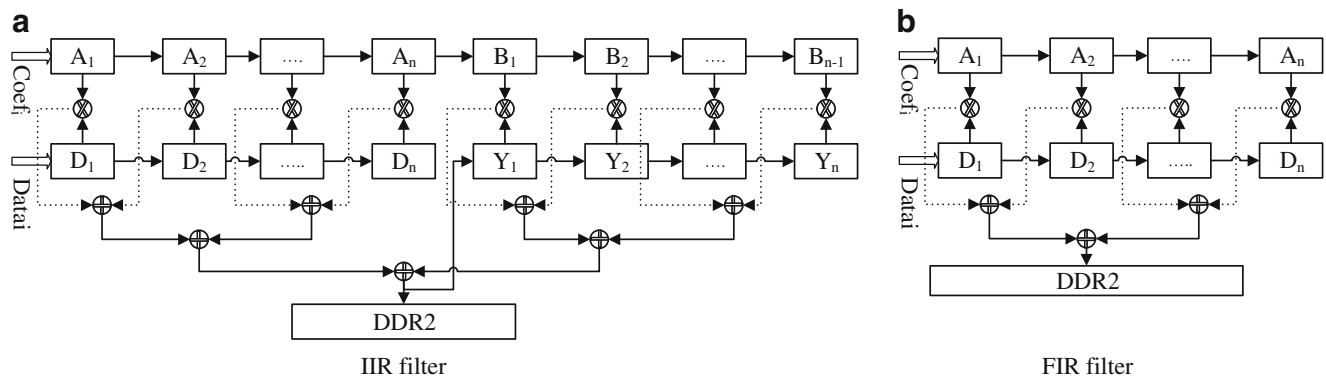 a
A₁ A₂ .... Aₙ B₁ B₂ .... Bₙ₋₁
Coefᵢ
D₁ D₂ ..... Dₙ Y₁ Y₂ .... Yₙ
Datai
DDR2
IIR filter
b
A₁ A₂ .... Aₙ
Coefᵢ
D₁ D₂ ..... Dₙ
Datai
DDR2
FIR filter